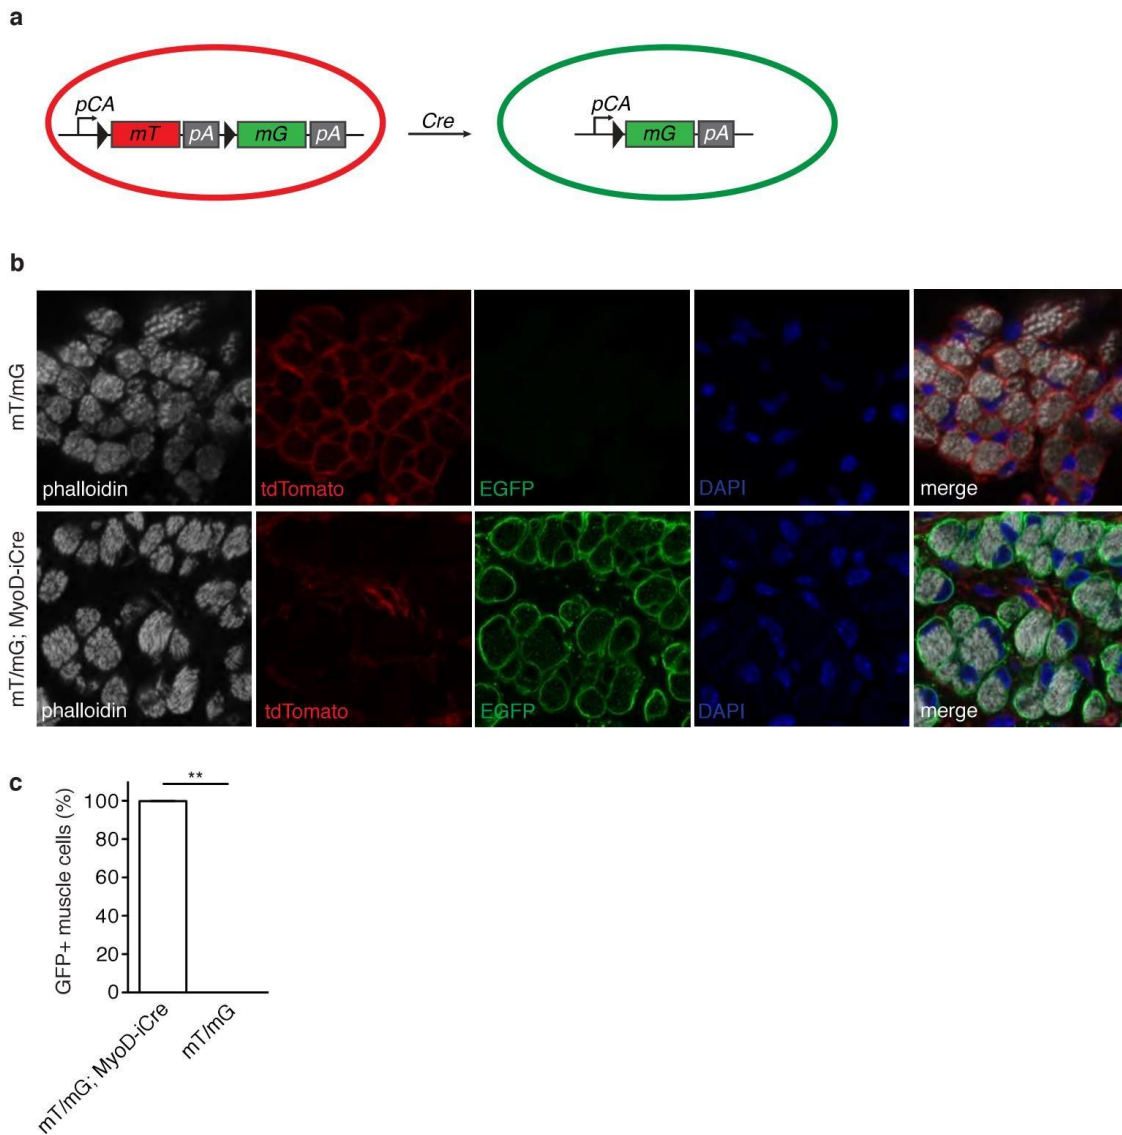 a
pCA
mT pA mG pA
Cre
pCA
mG pA
b
mT/mG
phalloidin
tdTomato
EGFP
DAPI
merge
mT/mG; MyoD-iCre
phalloidin
tdTomato
EGFP
DAPI
merge
c
GFP+ muscle cells (%)
**
100
80
60
40
20
0
mT/mG; MyoD-iCre
mT/mG